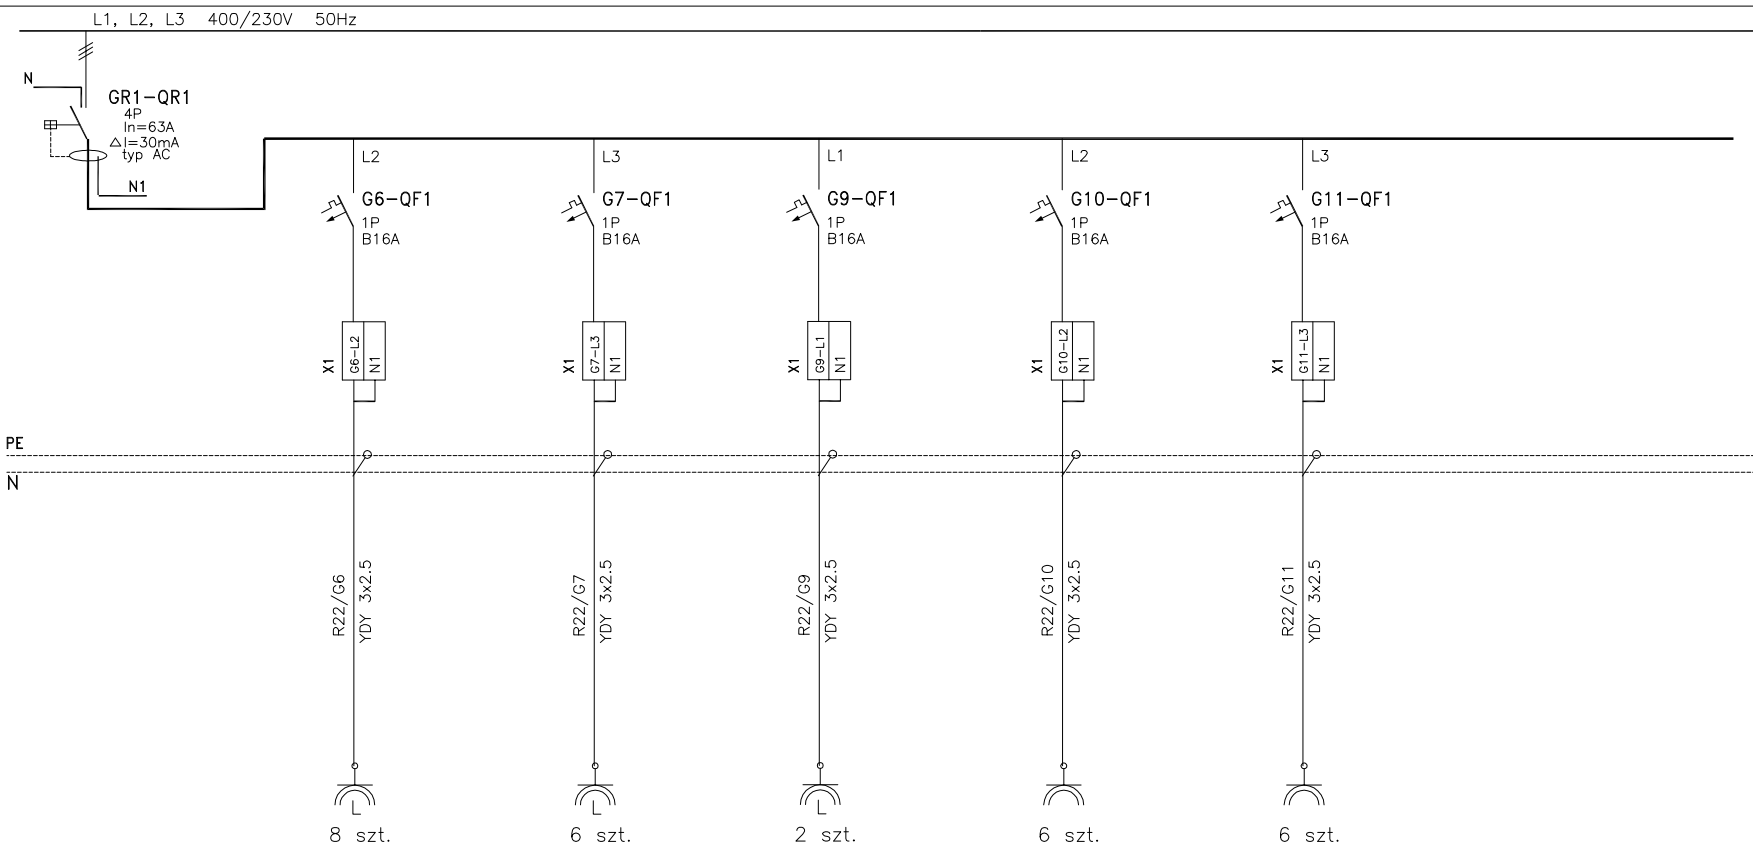 L1, L2, L3 400/230V 50Hz
N
GR1-QR1
4P
In=63A
△I=30mA
typ AC
N1
L2
G6-QF1
1P
B16A
L3
G7-QF1
1P
B16A
L1
G9-QF1
1P
B16A
L2
G10-QF1
1P
B16A
L3
G11-QF1
1P
B16A
X1
G6-L2
N1
X1
G7-L3
N1
X1
G9-L1
N1
X1
G10-L2
N1
X1
G11-L3
N1
PE
N
R22/G6
YDY 3x2.5
R22/G7
YDY 3x2.5
R22/G9
YDY 3x2.5
R22/G10
YDY 3x2.5
R22/G11
YDY 3x2.5
L
L
L
8 szt.
6 szt.
2 szt.
6 szt.
6 szt.